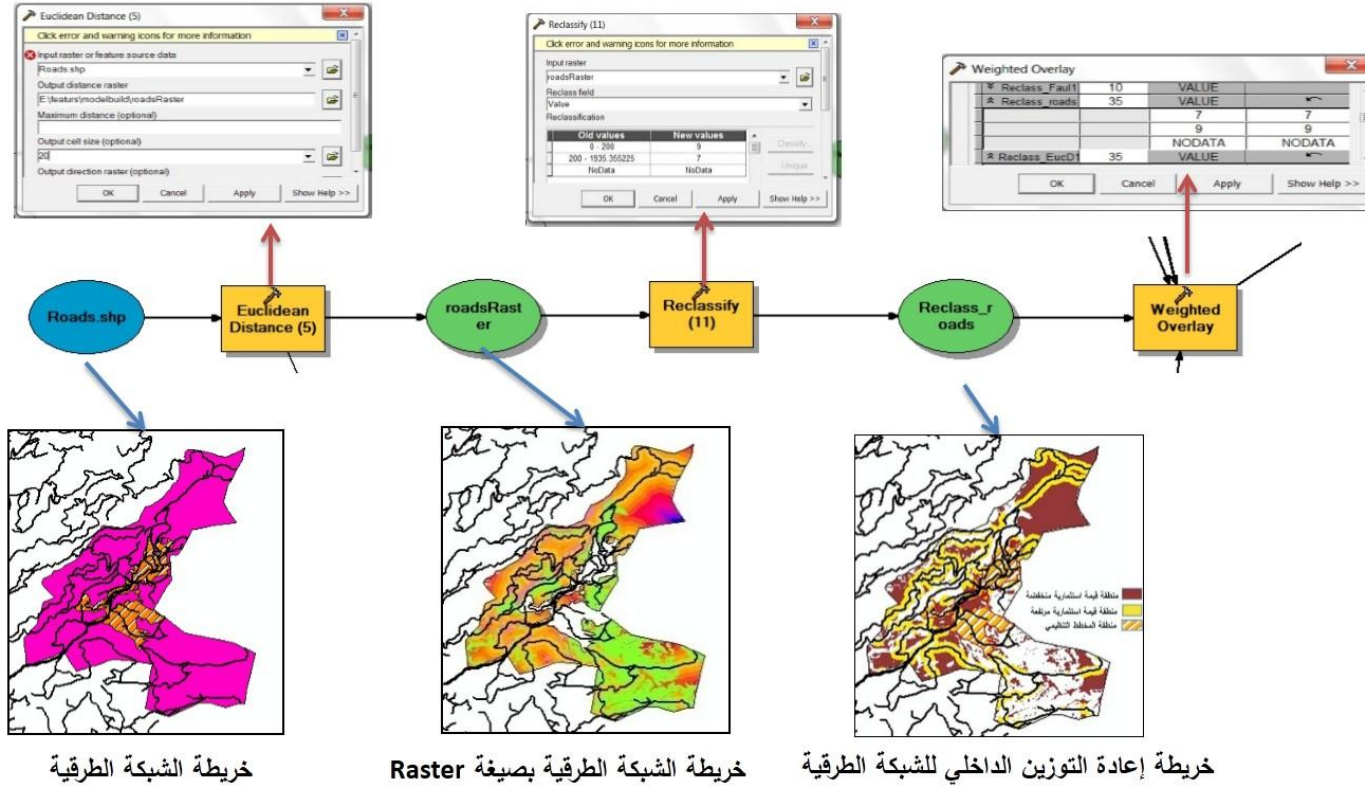 Euclidean Distance (5)
Click error and warning icons for more information
Input raster or feature source data
Roads.shp
Output distance raster
E:\featurs\modelbuild\roadsRaster
Maximum distance (optional)
Output cell size (optional)
20
Output direction raster (optional)
OK Cancel Apply Show Help >>
Reclassify (11)
Click error and warning icons for more information
Input raster
roadsRaster
Reclass field
Value
Reclassification
Old values New values
0 - 200 9
200 - 1935.355225 7
NoData NoData
Classify
Unique
OK Cancel Apply Show Help >>
Weighted Overlay
Reclass_Faul1 10 VALUE
Reclass_roads 35 VALUE
7 7
9 9
NODATA NODATA
Reclass_EucD1 35 VALUE
OK Cancel Apply Show Help >>
Roads.shp
Euclidean
Distance (5)
roadsRast
er
Reclassify
(11)
Reclass_r
oads
Weighted
Overlay
منطقة قيمة استثمارية منخفضة
منطقة قيمة استثمارية مرتفعة
منطقة المخطط التنظيمي
خريطة الشبكة الطرقية
خريطة الشبكة الطرقية بصيغة Raster
خريطة إعادة التوزين الداخلي للشبكة الطرقية